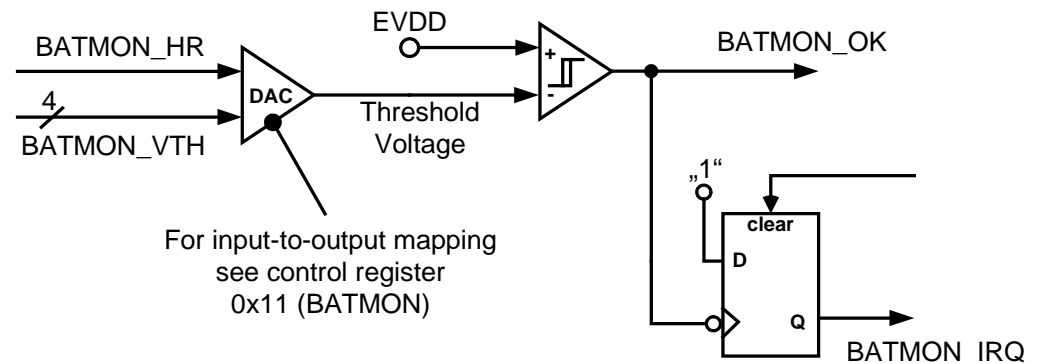 EVDD
BATMON_HR
BATMON_OK
+
DAC
-
4
Threshold
Voltage
BATMON_VTH
„1“
clear
For input-to-output mapping
see control register
0x11 (BATMON)
D
Q
BATMON_IRQ